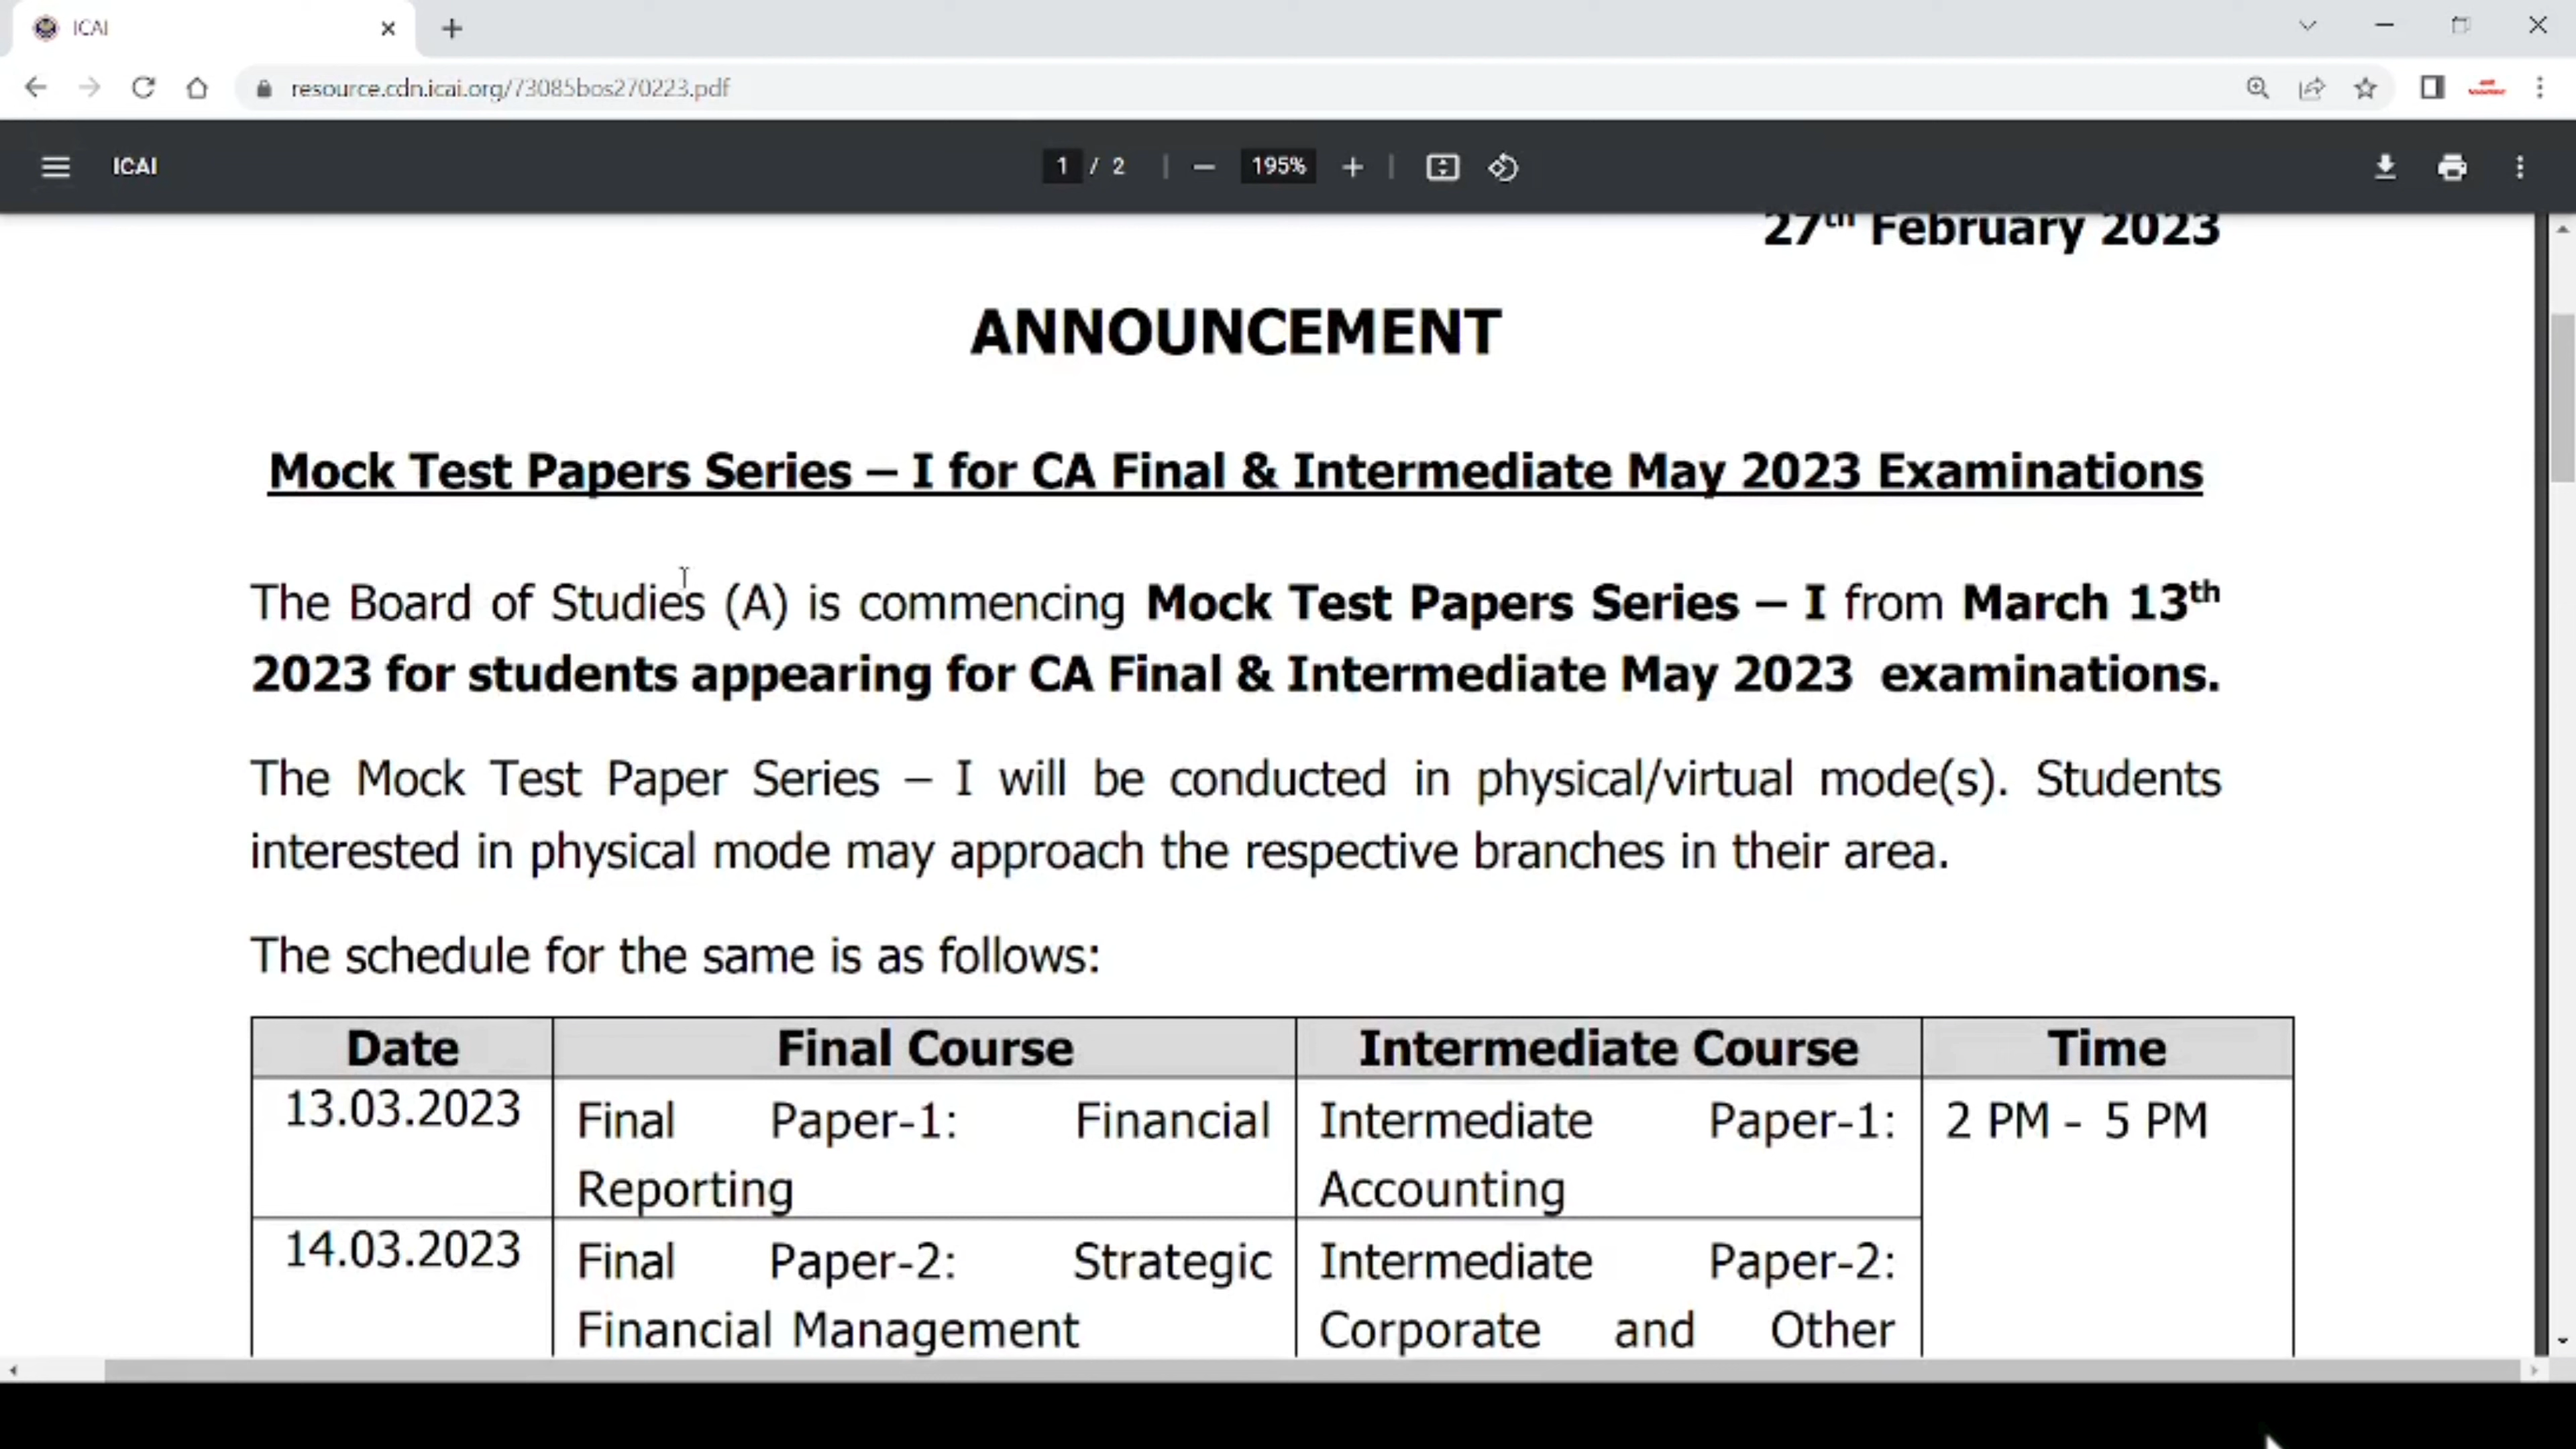 ICAI
resource.cdn.icai.org/73085bos270223.pdf
ICAI
1 / 2
195%
27th February 2023
ANNOUNCEMENT
Mock Test Papers Series – I for CA Final & Intermediate May 2023 Examinations
The Board of Studies (A) is commencing Mock Test Papers Series – I from March 13th
2023 for students appearing for CA Final & Intermediate May 2023 examinations.
The Mock Test Paper Series – I will be conducted in physical/virtual mode(s). Students
interested in physical mode may approach the respective branches in their area.
The schedule for the same is as follows:
Date Final Course Intermediate Course Time
13.03.2023 Final Paper-1: Financial Intermediate Paper-1: 2 PM - 5 PM
Reporting Accounting
14.03.2023 Final Paper-2: Strategic Intermediate Paper-2:
Financial Management Corporate and Other